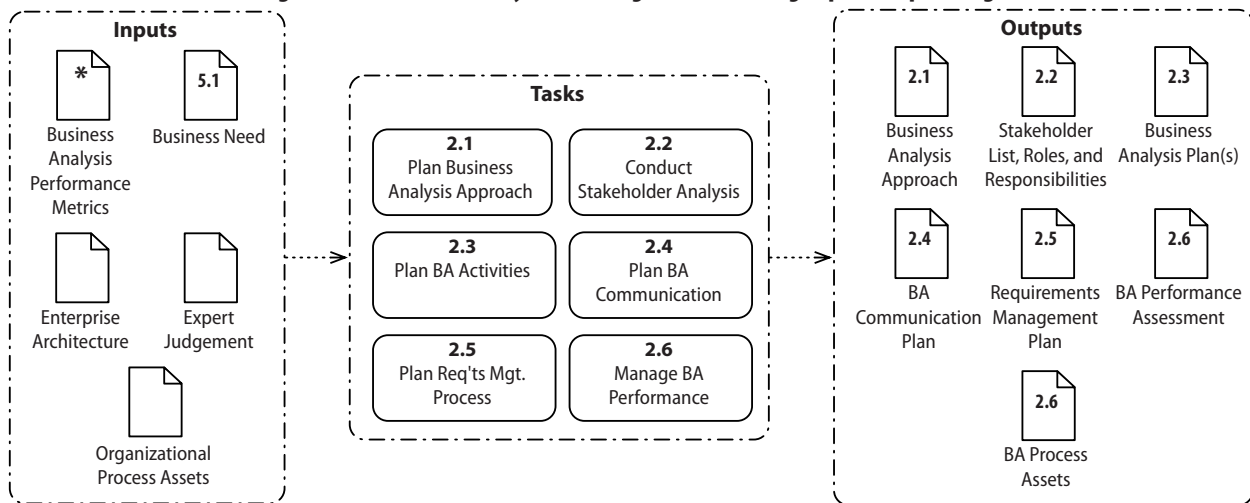 Inputs
*
5.1
Business
Analysis
Performance
Metrics
Business Need
Enterprise
Architecture
Expert
Judgement
Organizational
Process Assets
Tasks
2.1
Plan Business
Analysis Approach
2.2
Conduct
Stakeholder Analysis
2.3
Plan BA Activities
2.4
Plan BA
Communication
2.5
Plan Req'ts Mgt.
Process
2.6
Manage BA
Performance
Outputs
2.1
Business
Analysis
Approach
2.2
Stakeholder
List, Roles, and
Responsibilities
2.3
Business
Analysis Plan(s)
2.4
BA
Communication
Plan
2.5
Requirements
Management
Plan
2.6
BA Performance
Assessment
2.6
BA Process
Assets